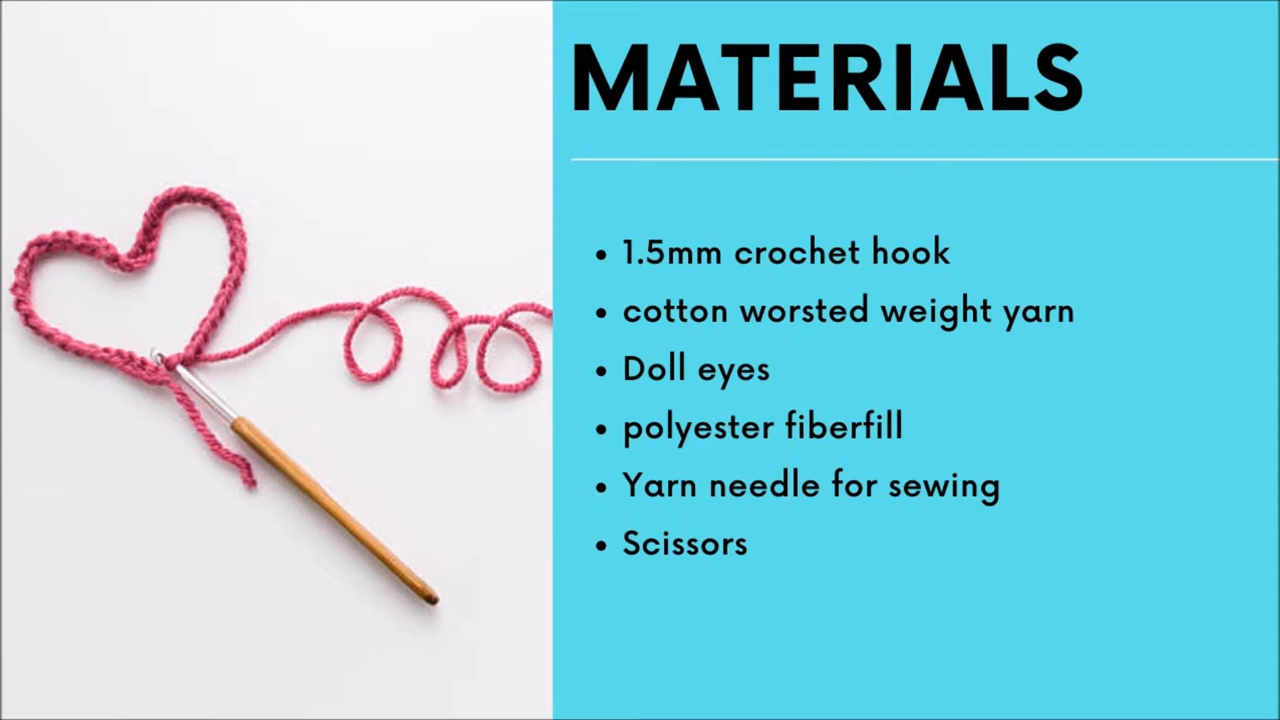 MATERIALS
• 1.5mm crochet hook
• cotton worsted weight yarn
• Doll eyes
• polyester fiberfill
• Yarn needle for sewing
• Scissors